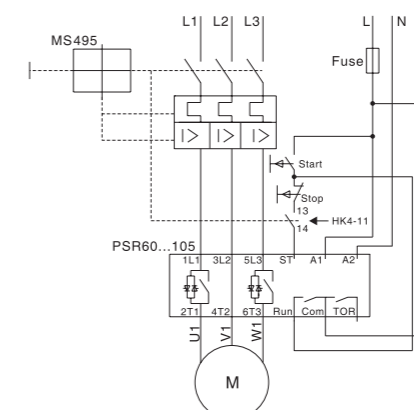 L1 L2 L3 L N
MS495
Fuse
I> I> I>
Start
Stop
13
14
HK4-11
PSR60...105
1L1 3L2 5L3 ST A1 A2
2T1 4T2 6T3 Run Com TOR
U1 V1 W1
M